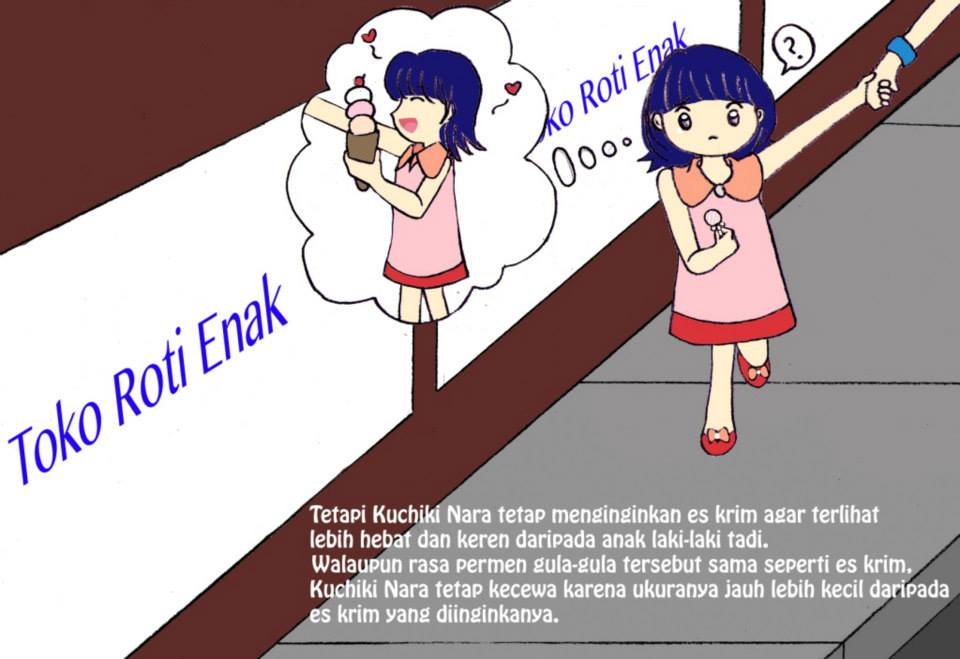 Toko Roti Enak
ko Roti Enak
?
Tetapi Kuchiki Nara tetap menginginkan es krim agar terlihat
lebih hebat dan keren daripada anak laki-laki tadi.
Walaupun rasa permen gula-gula tersebut sama seperti es krim,
Kuchiki Nara tetap kecewa karena ukuranya jauh lebih kecil daripada
es krim yang diinginkanya.